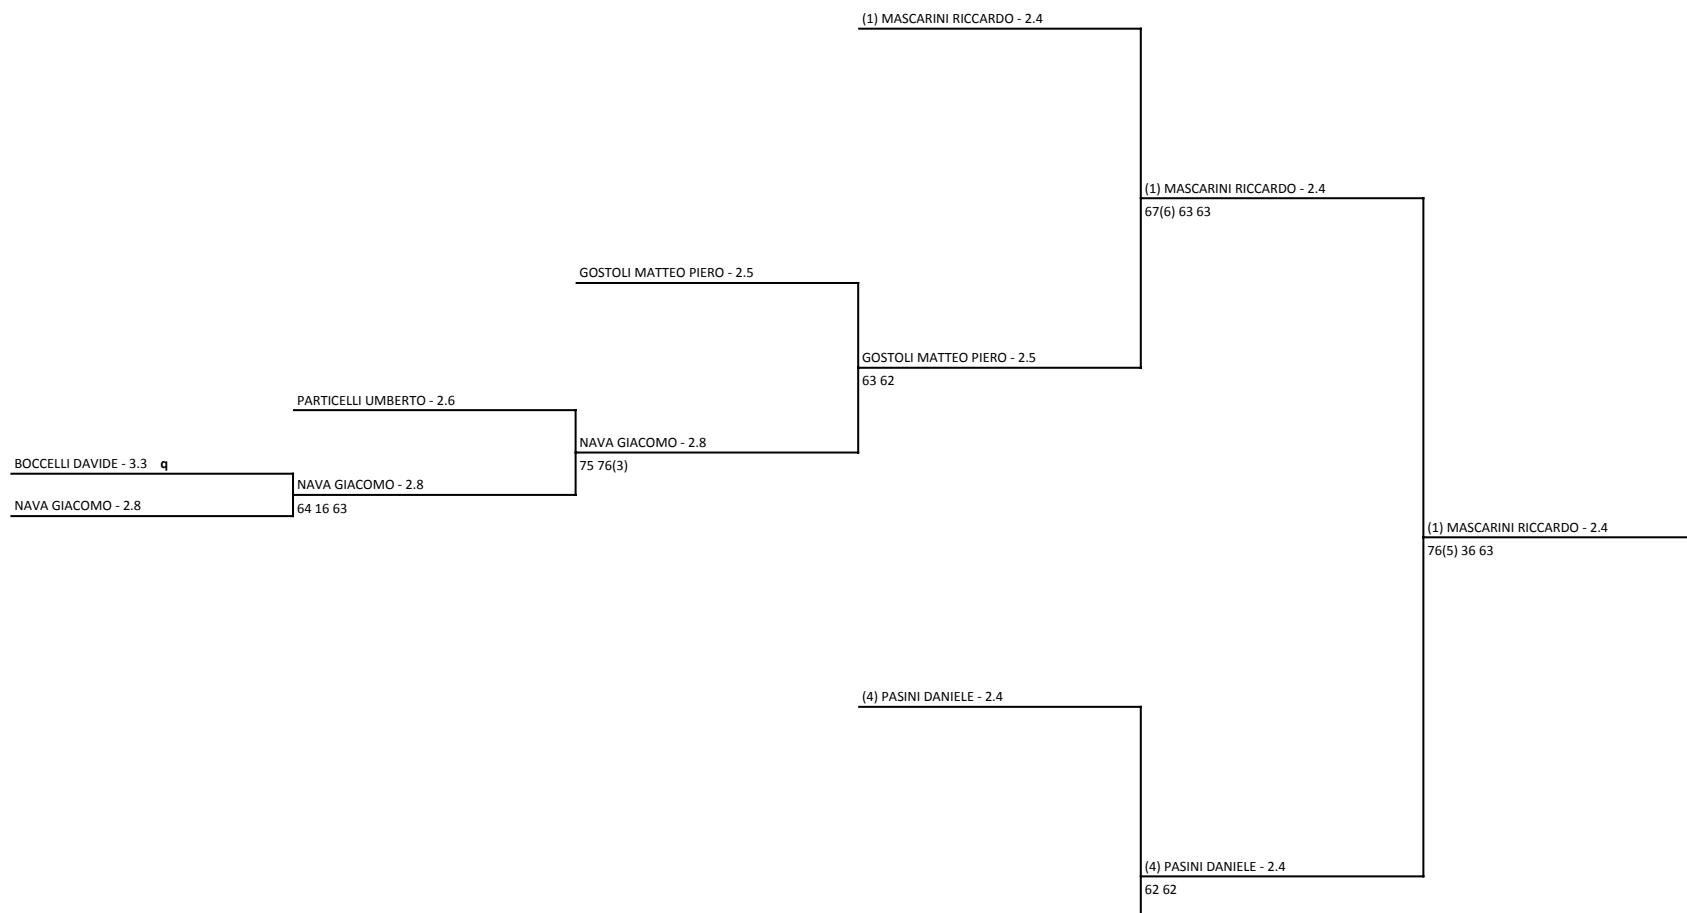 (1) MASCARINI RICCARDO - 2.4
(1) MASCARINI RICCARDO - 2.4
67(6) 63 63
GOSTOLI MATTEO PIERO - 2.5
GOSTOLI MATTEO PIERO - 2.5
63 62
PARTICELLI UMBERTO - 2.6
NAVA GIACOMO - 2.8
75 76(3)
BOCCELLI DAVIDE - 3.3 q
NAVA GIACOMO - 2.8
64 16 63
NAVA GIACOMO - 2.8
(1) MASCARINI RICCARDO - 2.4
76(5) 36 63
(4) PASINI DANIELE - 2.4
(4) PASINI DANIELE - 2.4
62 62